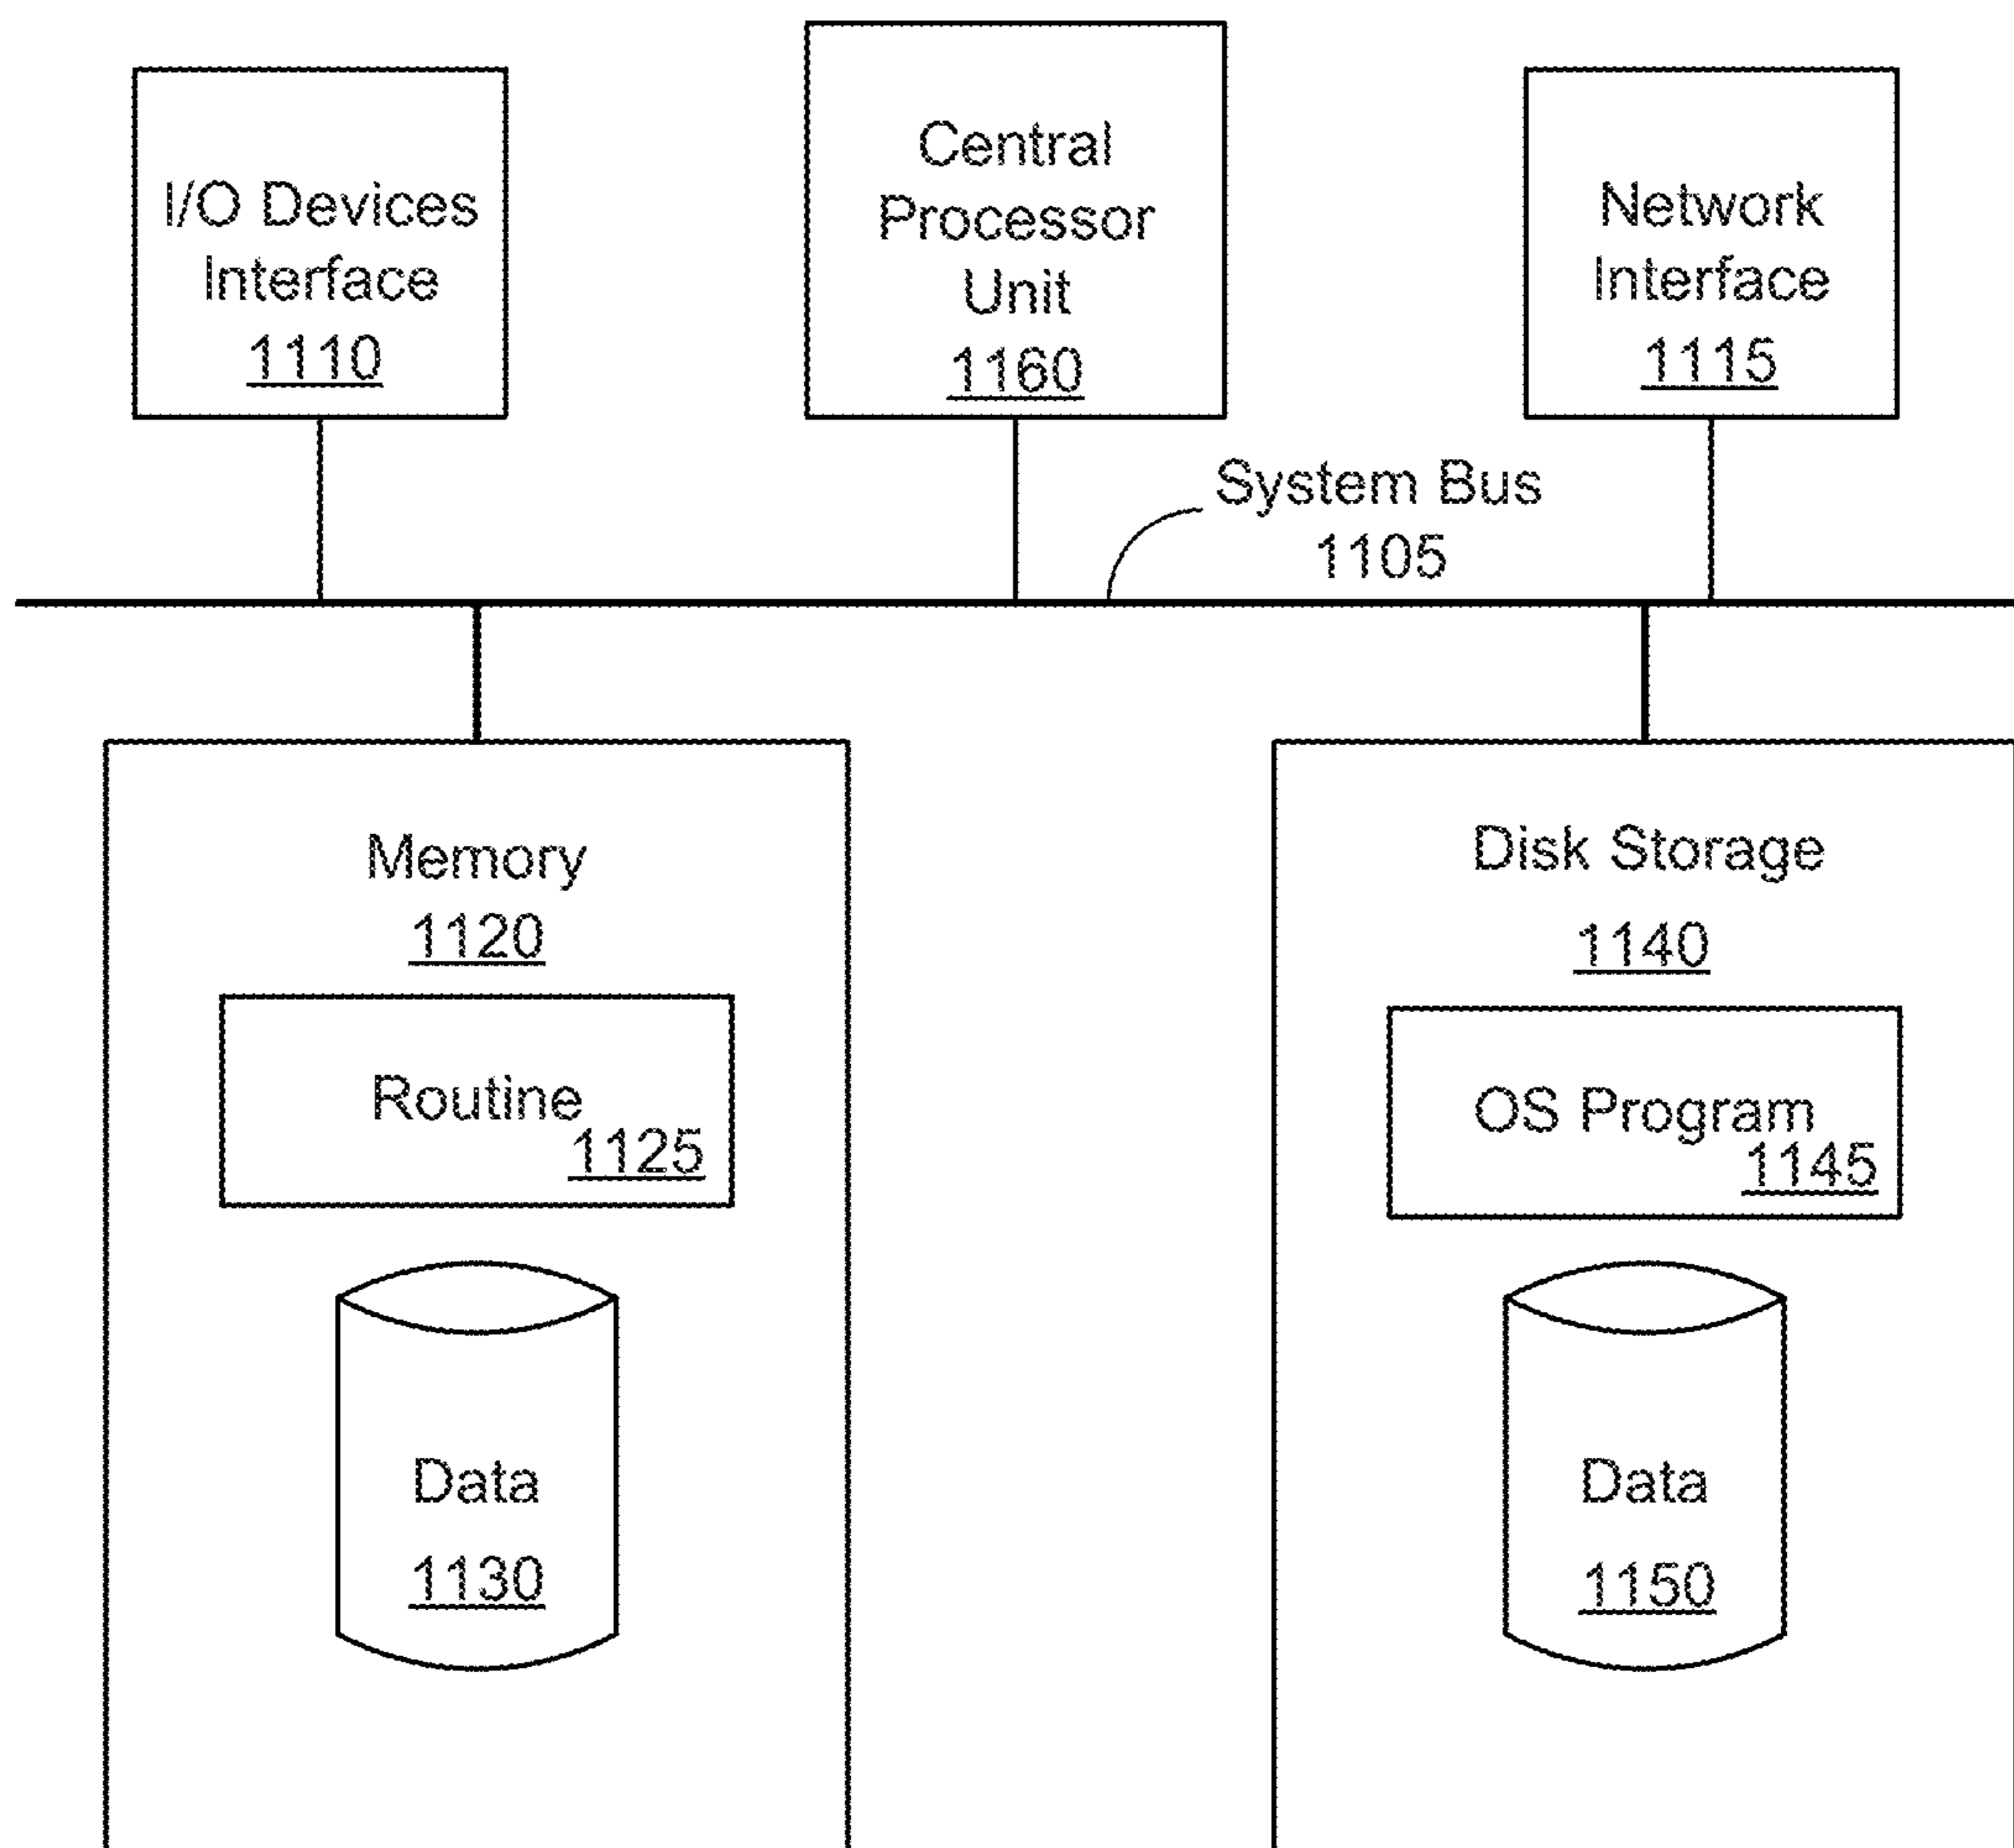 I/O Devices
Interface
1110
Central
Processor
Unit
1160
Network
Interface
1115
System Bus
1105
Memory
1120
Routine
1125
Data
1130
Disk Storage
1140
OS Program
1145
Data
1150